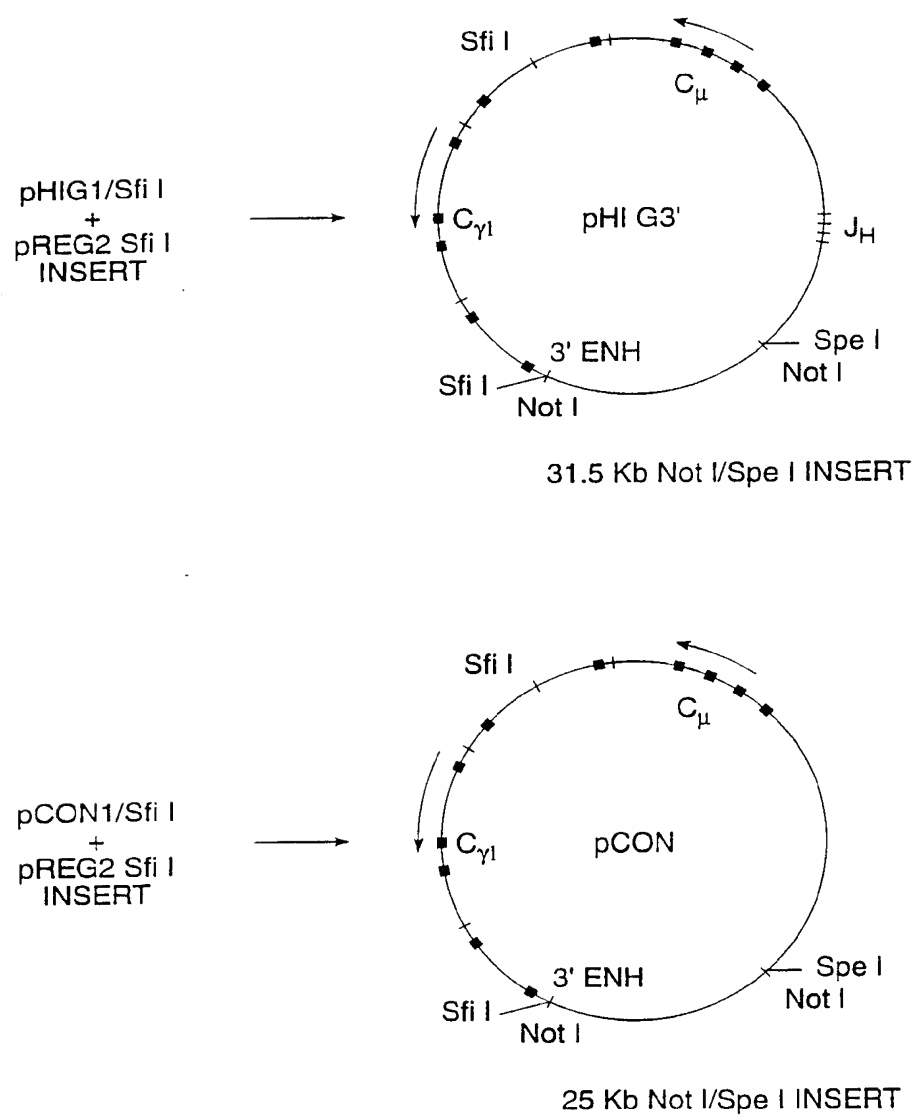 Sfi I
Cμ
pHIG1/Sfi I
+
pREG2 Sfi I
INSERT
Cγ1
pHI G3'
JH
3' ENH
Spe I
Not I
Sfi I
Not I
31.5 Kb Not I/Spe I INSERT
Sfi I
Cμ
pCON1/Sfi I
+
pREG2 Sfi I
INSERT
Cγ1
pCON
3' ENH
Spe I
Not I
Sfi I
Not I
25 Kb Not I/Spe I INSERT